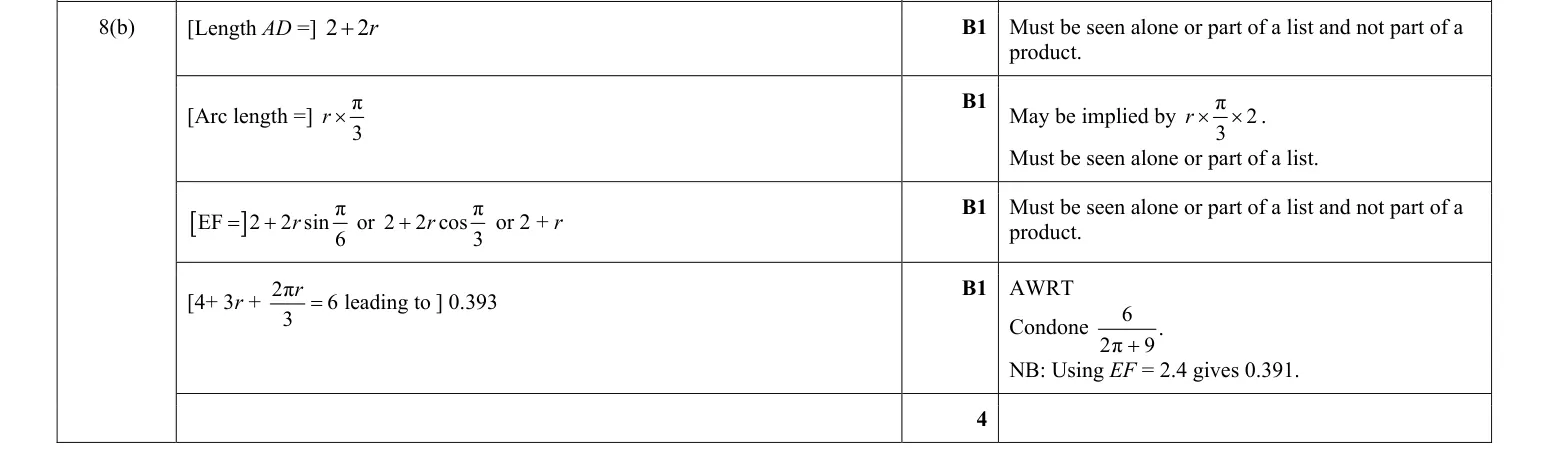 8(b) [Length AD =] 2 + 2r B1 Must be seen alone or part of a list and not part of a
product.
[Arc length =] r × π/3 B1 May be implied by r × π/3 × 2 .
Must be seen alone or part of a list.
[EF =] 2 + 2r sin π/6 or 2 + 2r cos π/3 or 2 + r B1 Must be seen alone or part of a list and not part of a
product.
[4+ 3r + 2πr/3 = 6 leading to ] 0.393 B1 AWRT
Condone 6/(2π + 9).
NB: Using EF = 2.4 gives 0.391.
4